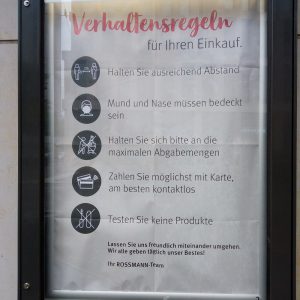 Verhaltensregeln
für Ihren Einkauf.
Halten Sie ausreichend Abstand
Mund und Nase müssen bedeckt
sein
Halten Sie sich bitte an die
maximalen Abgabemengen
Zahlen Sie möglichst mit Karte,
am besten kontaktlos
Testen Sie keine Produkte
Lassen Sie uns freundlich miteinander umgehen.
Wir alle geben täglich unser Bestes!
Ihr ROSSMANN-Team